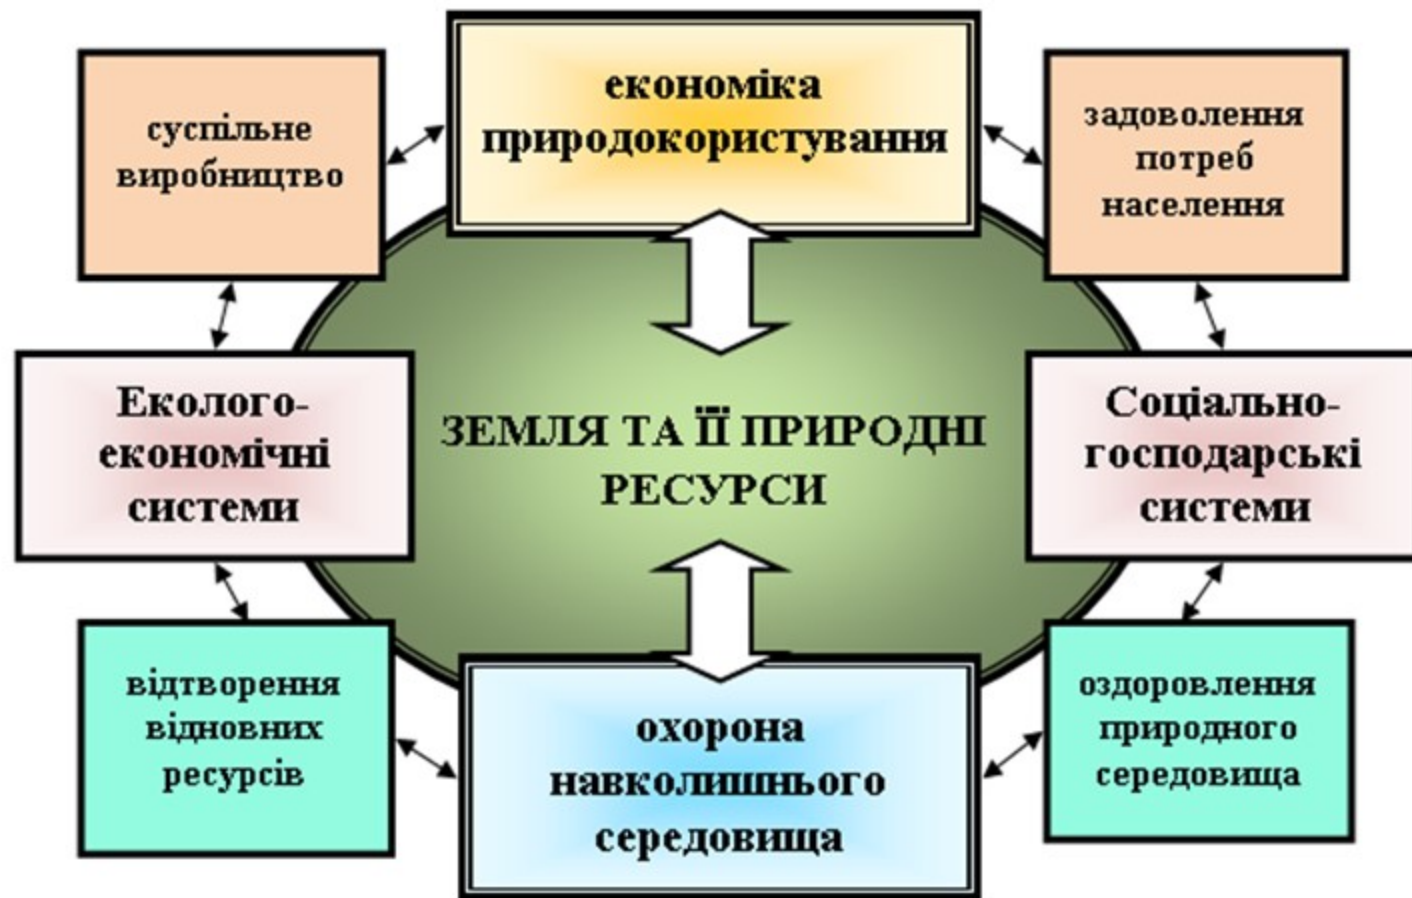 економіка
природокористування
суспільне
виробництво
задоволення
потреб
населення
Еколого-
економічні
системи
ЗЕМЛЯ ТА ЇЇ ПРИРОДНІ
РЕСУРСИ
Соціально-
господарські
системи
відтворення
відновних
ресурсів
охорона
навколишнього
середовища
оздоровлення
природного
середовища